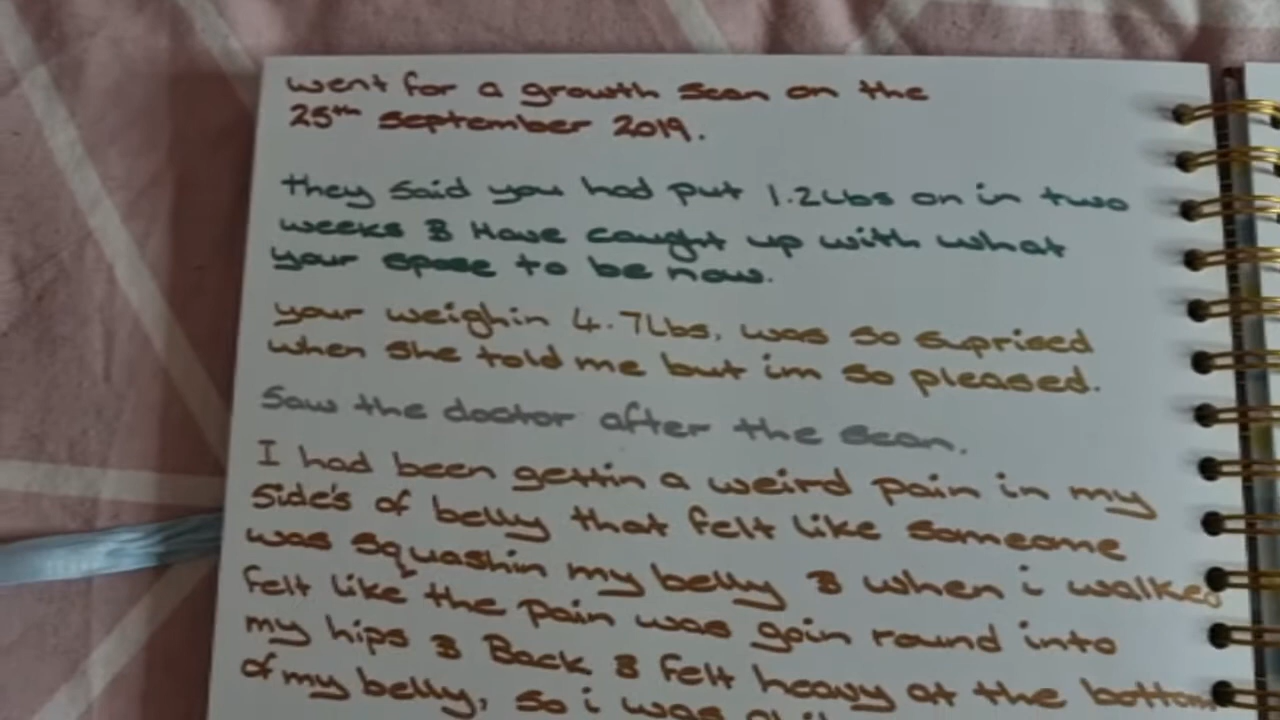 went for a growth scan on the
25th september 2019.
they said you had put 1.2Lbs on in two
weeks & Have caught up with what
your spose to be now.
your weighin 4.7Lbs, was so suprised
when she told me but im so pleased.
Saw the doctor after the scan.
I had been gettin a weird pain in my
side's of belly that felt like someone
was squashin my belly & when i walked
felt like the pain was goin round into
my hips & Back & felt heavy at the bottom
of my belly, so i was